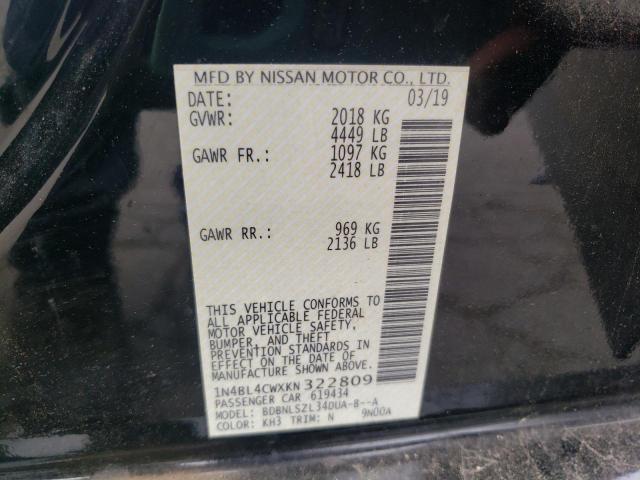 MFD BY NISSAN MOTOR CO., LTD.
DATE: 03/19
GVWR: 2018 KG
4449 LB
GAWR FR.: 1097 KG
2418 LB
GAWR RR.: 969 KG
2136 LB
THIS VEHICLE CONFORMS TO
ALL APPLICABLE FEDERAL
MOTOR VEHICLE SAFETY,
BUMPER, AND THEFT
PREVENTION STANDARDS IN
EFFECT ON THE DATE OF
MANUFACTURE SHOWN ABOVE.
1N4BL4CWXKN322809
PASSENGER CAR 619434
MODEL: BDBNLSZL34DUA-B--A
COLOR: KH3 TRIM: N 9N00A